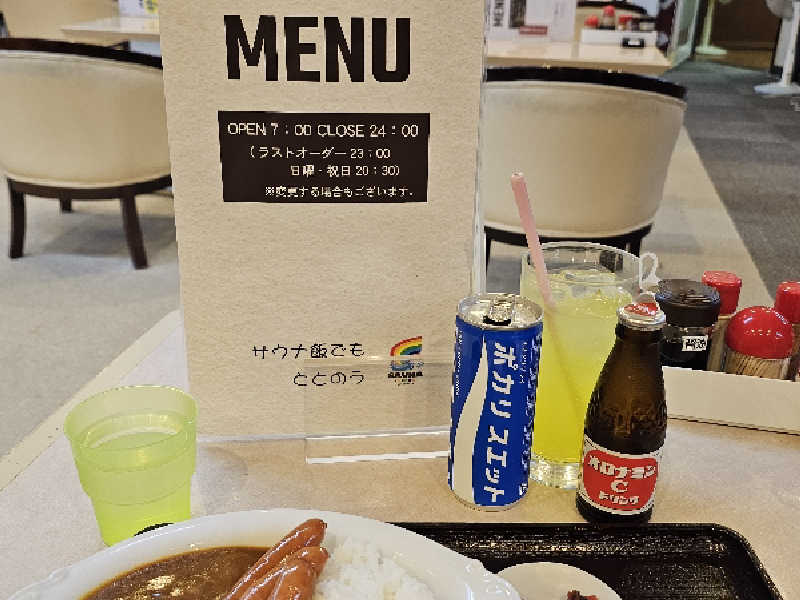 MENU
OPEN 7：00 CLOSE 24：00
（ラストオーダー 23：00
日曜・祝日 20：30）
※変更する場合もございます。
サウナ飯でも
ととのう
SAUNA
ポカリスエット
オロナミン
C
ドリンク
MENU